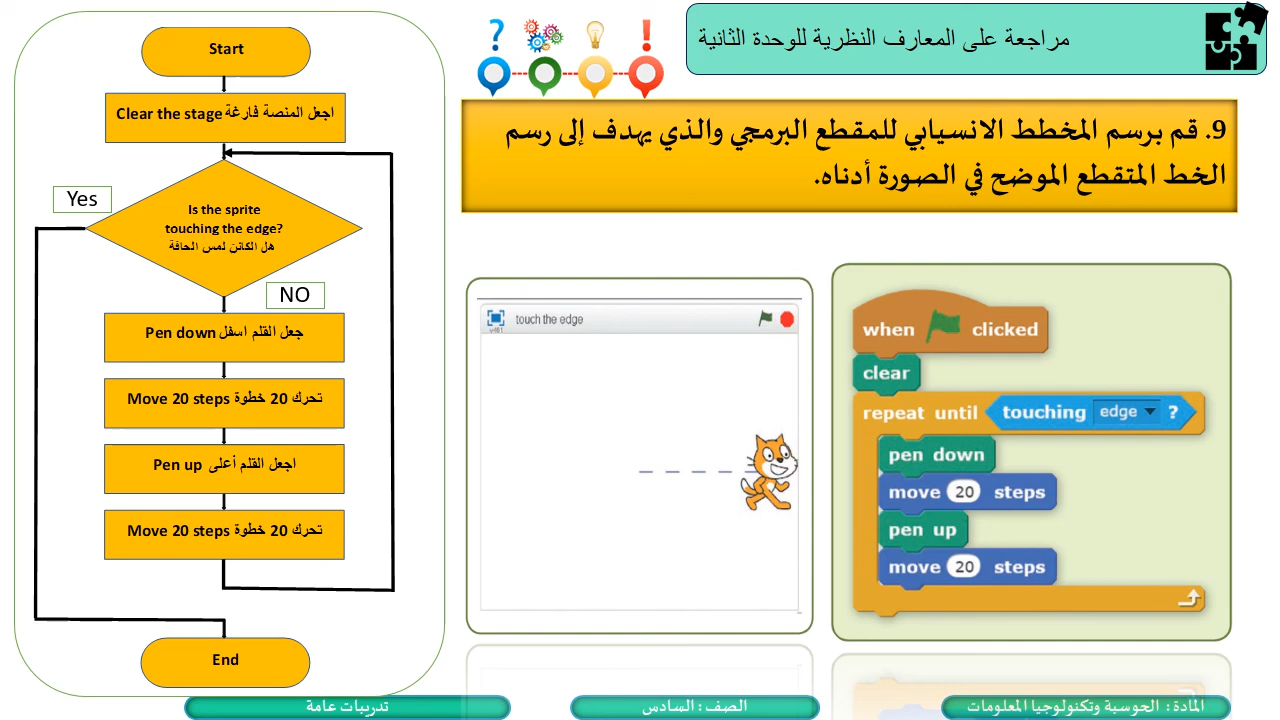 مراجعة على المعارف النظرية للوحدة الثانية
9. قم برسم المخطط الانسيابي للمقطع البرمجي والذي يهدف إلى رسم
الخط المتقطع الموضح في الصورة أدناه.
Start
Clear the stage اجعل المنصة فارغة
Yes
Is the sprite
touching the edge?
هل الكائن لمس الحافة
NO
Pen down جعل القلم اسفل
Move 20 steps تحرك 20 خطوة
Pen up اجعل القلم أعلى
Move 20 steps تحرك 20 خطوة
End
touch the edge
when clicked
clear
repeat until touching edge ?
pen down
move 20 steps
pen up
move 20 steps
المادة : الحوسبة وتكنولوجيا المعلومات
الصف : السادس
تدريبات عامة